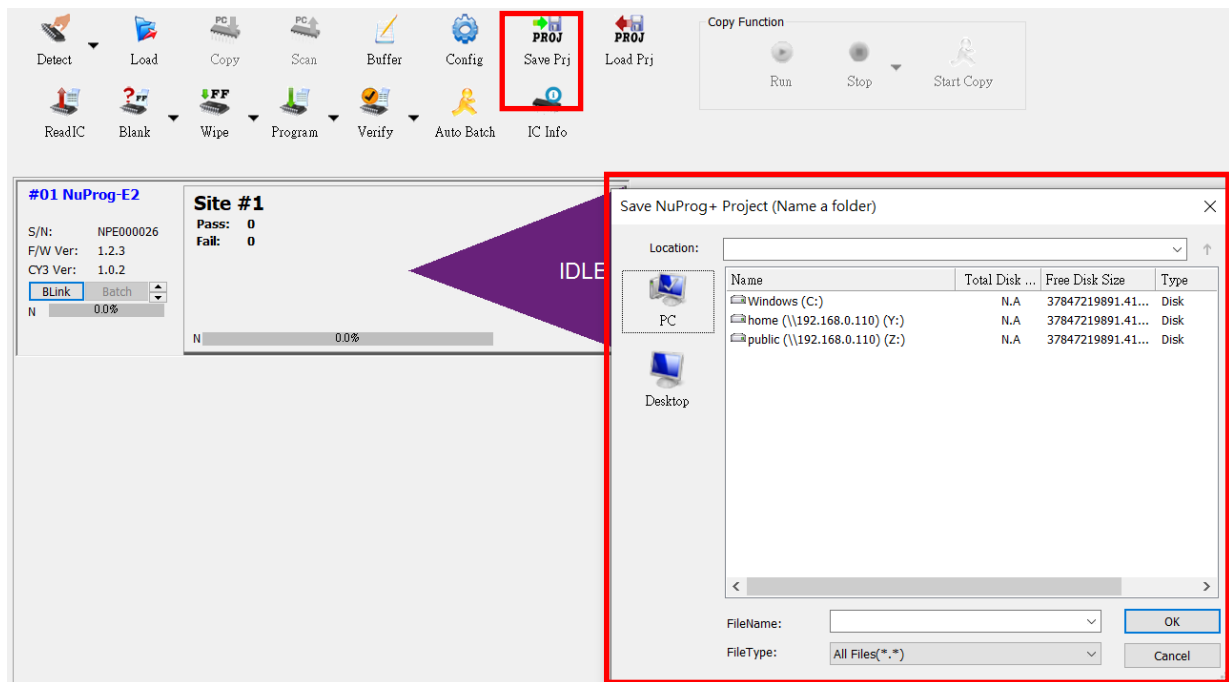 PC PC PROJ PROJ
Detect Load Copy Scan Buffer Config Save Prj Load Prj
? FF FF
ReadIC Blank Wipe Program Verify Auto Batch IC Info
Copy Function
Run Stop Start Copy
#01 NuProg-E2
S/N: NPE000026
F/W Ver: 1.2.3
CY3 Ver: 1.0.2
BLink Batch
N 0.0%
Site #1
Pass: 0
Fail: 0
IDLE
N 0.0%
Save NuProg+ Project (Name a folder)
Location:
PC
Desktop
Name Total Disk ... Free Disk Size Type
Windows (C:) N.A 37847219891.41... Disk
home (\\192.168.0.110) (Y:) N.A 37847219891.41... Disk
public (\\192.168.0.110) (Z:) N.A 37847219891.41... Disk
FileName:
OK
FileType: All Files(*.*)
Cancel